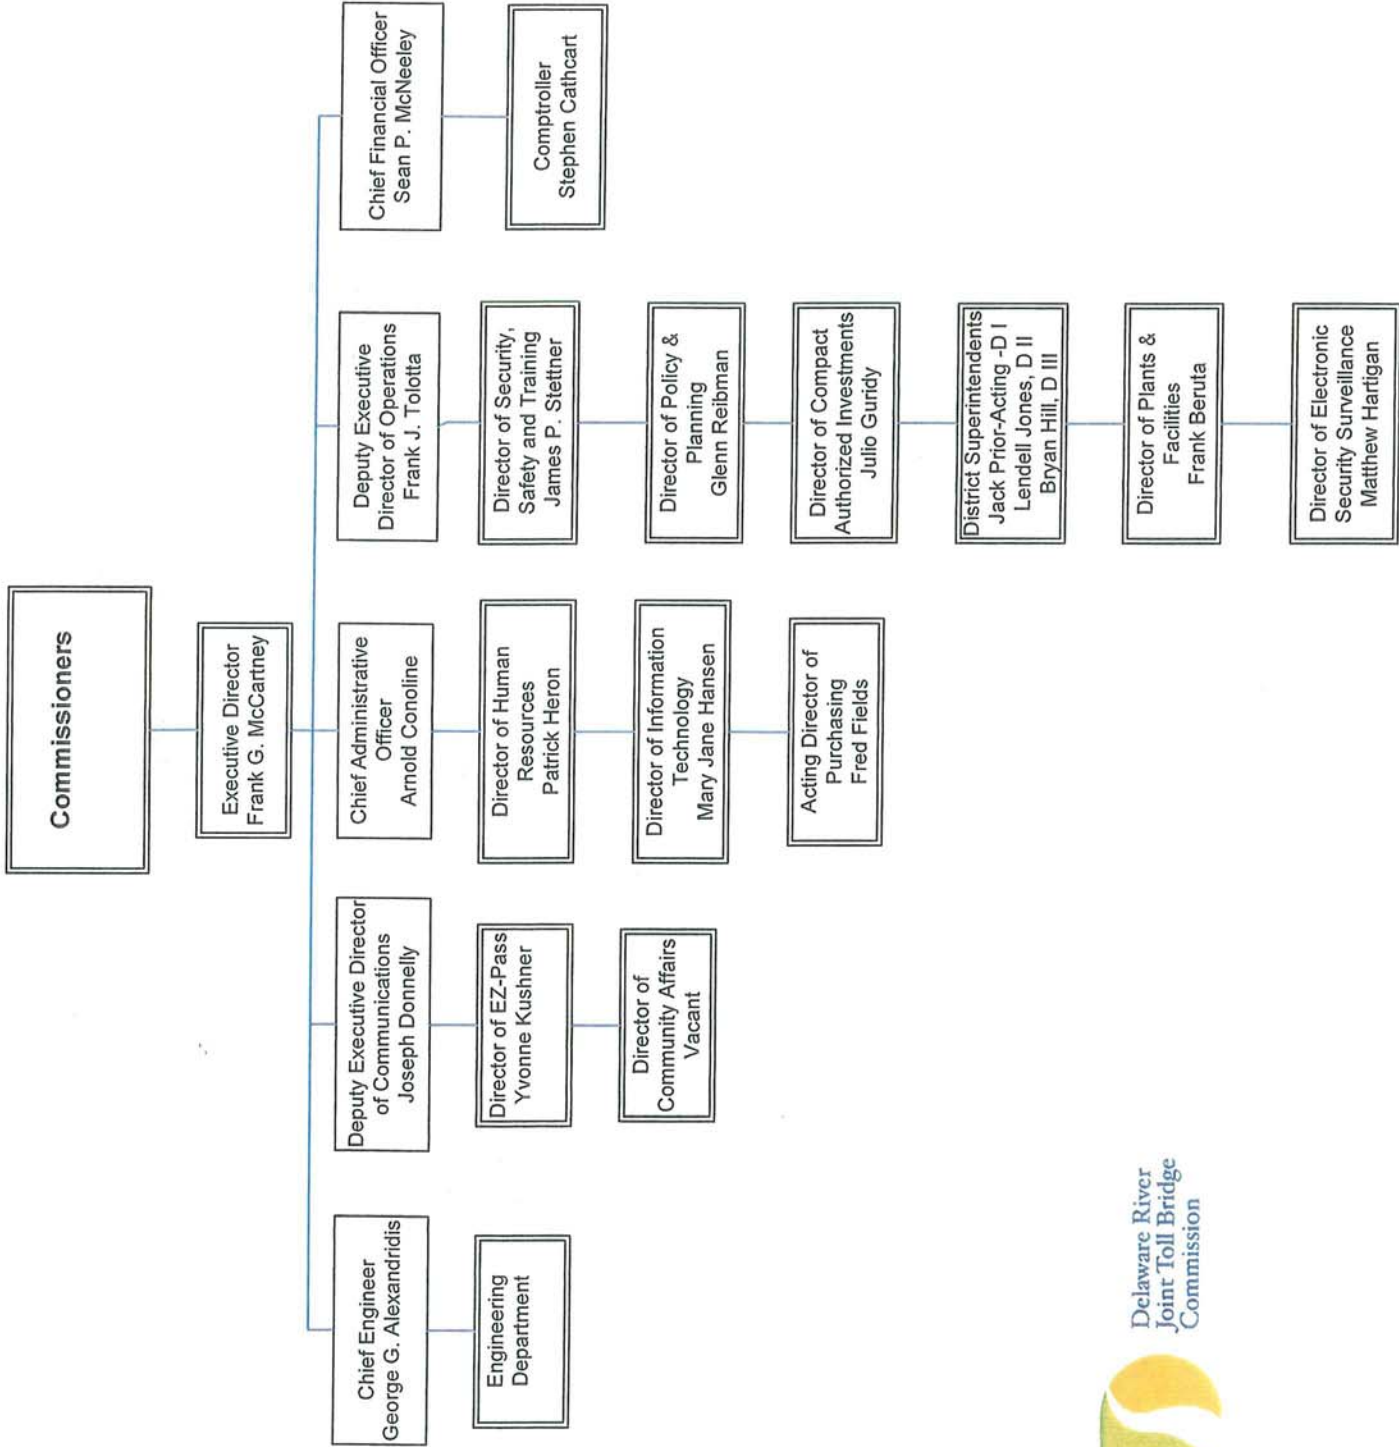 Commissioners
Executive Director
Frank G. McCartney
Chief Engineer
George G. Alexandridis
Engineering
Department
Deputy Executive Director
of Communications
Joseph Donnelly
Director of EZ-Pass
Yvonne Kushner
Director of
Community Affairs
Vacant
Chief Administrative
Officer
Arnold Conoline
Director of Human
Resources
Patrick Heron
Director of Information
Technology
Mary Jane Hansen
Acting Director of
Purchasing
Fred Fields
Deputy Executive
Director of Operations
Frank J. Tolotta
Director of Security,
Safety and Training
James P. Stettner
Director of Policy &
Planning
Glenn Reibman
Director of Compact
Authorized Investments
Julio Guridy
District Superintendents
Jack Prior-Acting -D I
Lendell Jones, D II
Bryan Hill, D III
Director of Plants &
Facilities
Frank Beruta
Director of Electronic
Security Surveillance
Matthew Hartigan
Chief Financial Officer
Sean P. McNeeley
Comptroller
Stephen Cathcart
Delaware River
Joint Toll Bridge
Commission